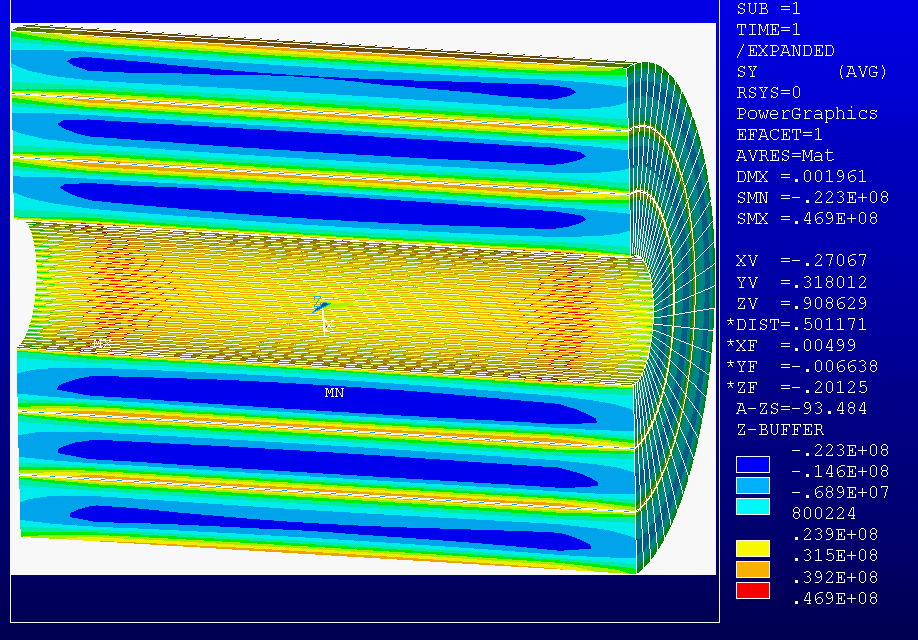 SUB =1
TIME=1
/EXPANDED
SY (AVG)
RSYS=0
PowerGraphics
EFACET=1
AVRES=Mat
DMX =.001961
SMN =-.223E+08
SMX =.469E+08
XV =-.27067
YV =.318012
ZV =.908629
*DIST=.501171
*XF =.00499
*YF =-.006638
*ZF =-.20125
A-ZS=-93.484
Z-BUFFER
-.223E+08
-.146E+08
-.689E+07
800224
.239E+08
.315E+08
.392E+08
.469E+08
Z
X
MX
MN